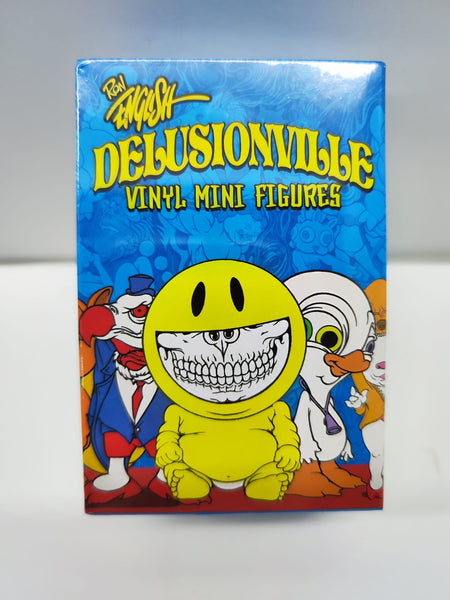 RON
ENGLISH
DELUSIONVILLE
VINYL MINI FIGURES